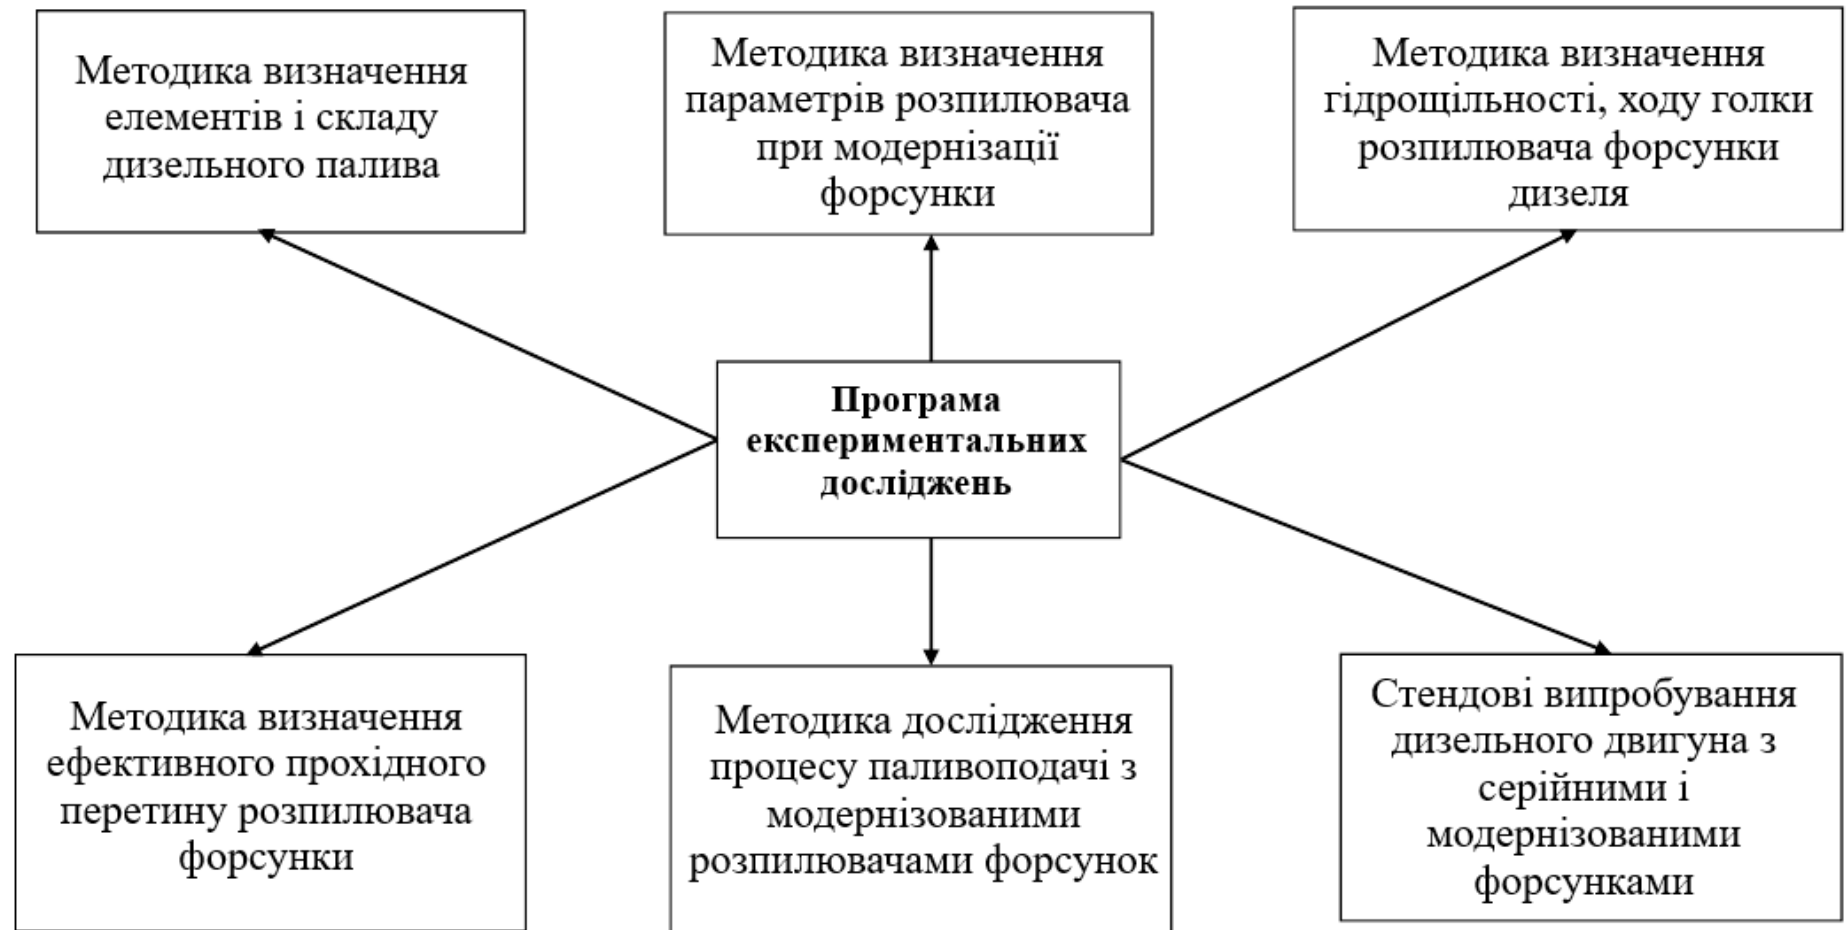 Методика визначення
елементів і складу
дизельного палива
Методика визначення
параметрів розпилювача
при модернізації
форсунки
Методика визначення
гідрощільності, ходу голки
розпилювача форсунки
дизеля
Програма
експериментальних
досліджень
Методика визначення
ефективного прохідного
перетину розпилювача
форсунки
Методика дослідження
процесу паливоподачі з
модернізованими
розпилювачами форсунок
Стендові випробування
дизельного двигуна з
серійними і
модернізованими
форсунками